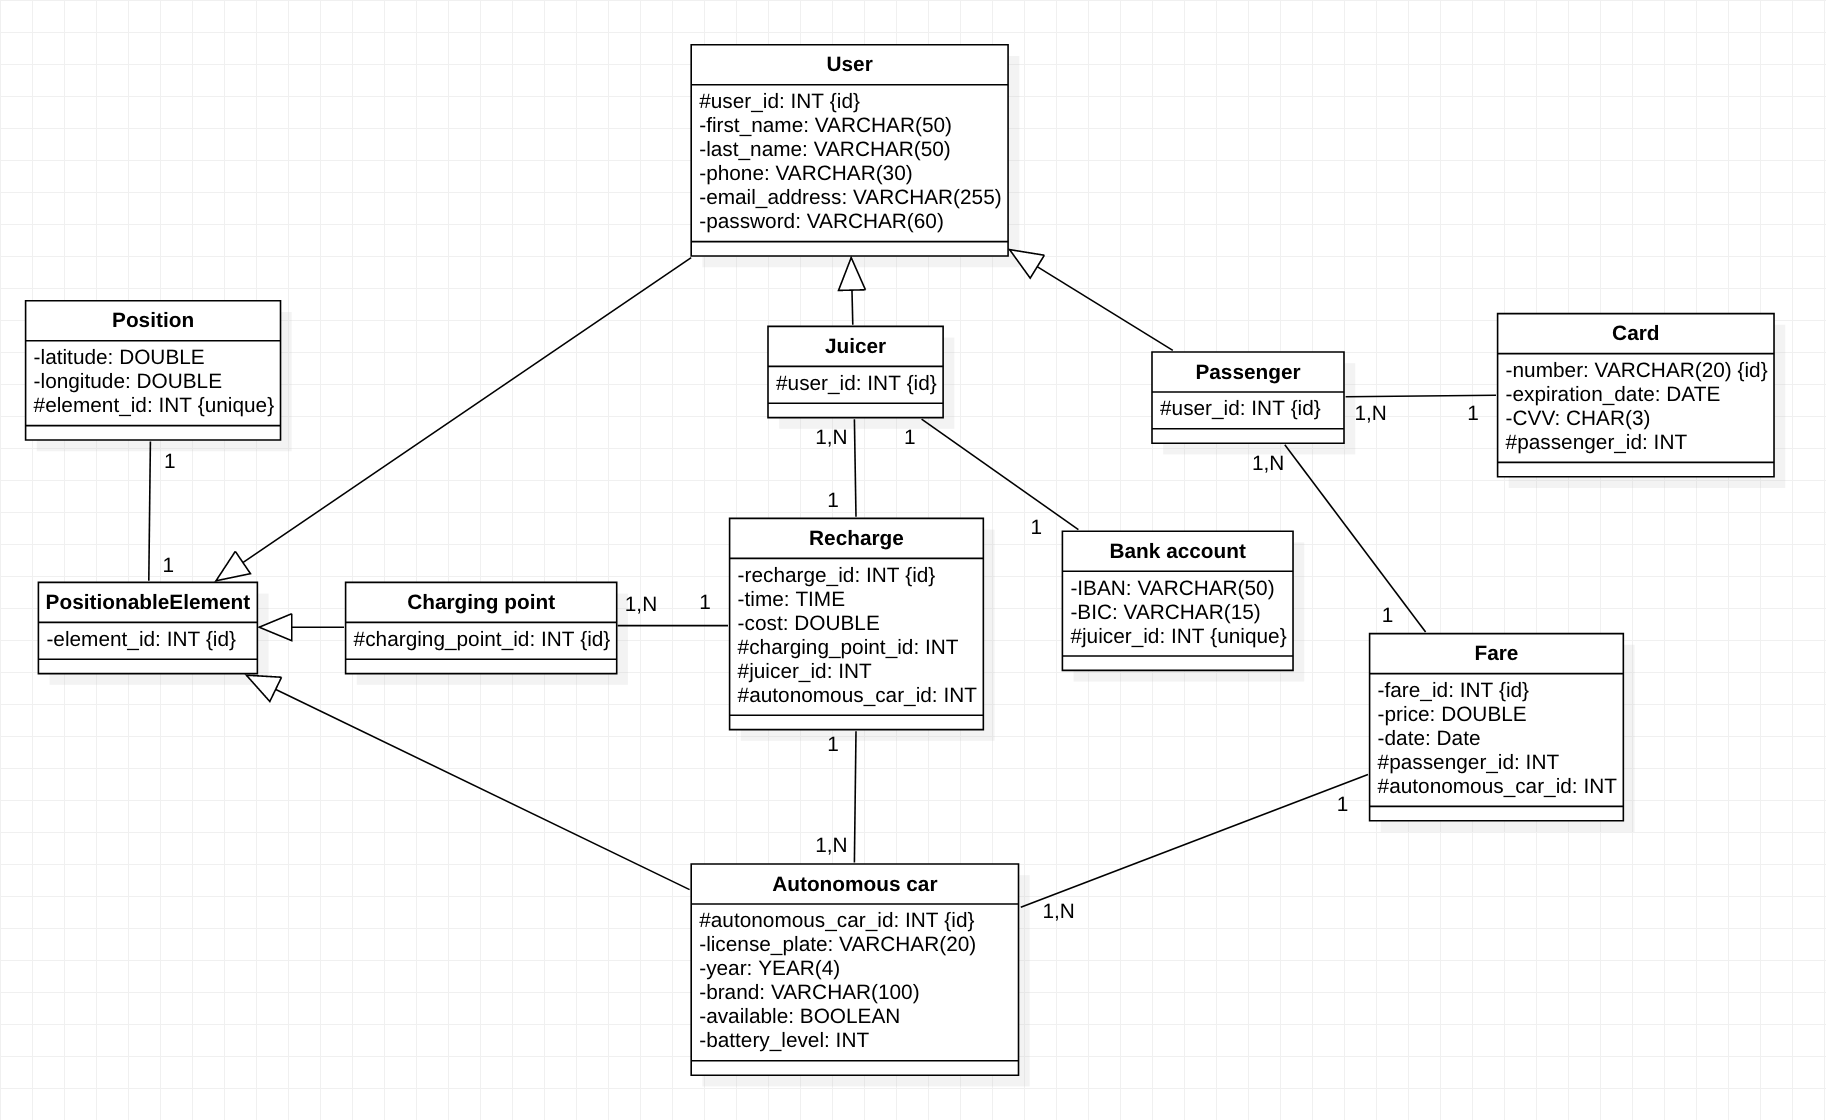 User
#user_id: INT {id}
-first_name: VARCHAR(50)
-last_name: VARCHAR(50)
-phone: VARCHAR(30)
-email_address: VARCHAR(255)
-password: VARCHAR(60)
Position
-latitude: DOUBLE
-longitude: DOUBLE
#element_id: INT {unique}
1
1
Juicer
#user_id: INT {id}
1,N
1
1
1
Passenger
#user_id: INT {id}
1,N
1
1,N
1
Card
-number: VARCHAR(20) {id}
-expiration_date: DATE
-CVV: CHAR(3)
#passenger_id: INT
PositionableElement
-element_id: INT {id}
Charging point
#charging_point_id: INT {id}
1,N
1
Recharge
-recharge_id: INT {id}
-time: TIME
-cost: DOUBLE
#charging_point_id: INT
#juicer_id: INT
#autonomous_car_id: INT
1
1,N
Bank account
-IBAN: VARCHAR(50)
-BIC: VARCHAR(15)
#juicer_id: INT {unique}
Fare
-fare_id: INT {id}
-price: DOUBLE
-date: Date
#passenger_id: INT
#autonomous_car_id: INT
1
1,N
Autonomous car
#autonomous_car_id: INT {id}
-license_plate: VARCHAR(20)
-year: YEAR(4)
-brand: VARCHAR(100)
-available: BOOLEAN
-battery_level: INT